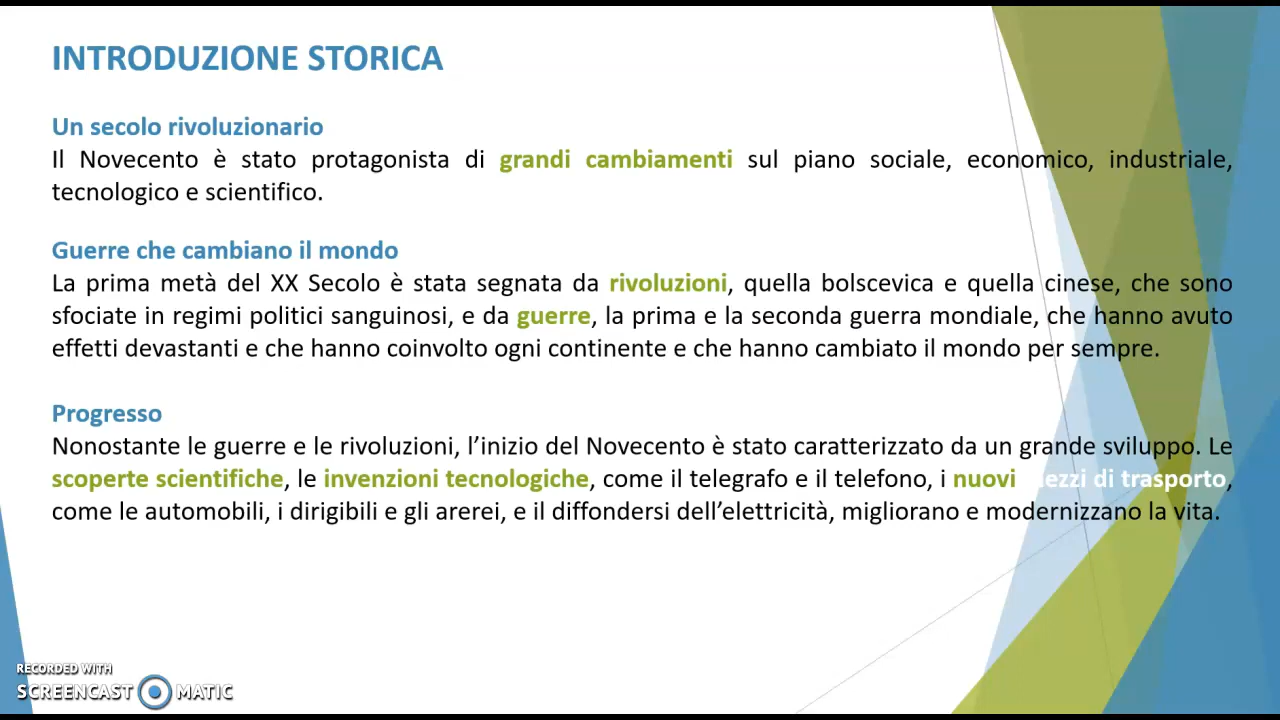 INTRODUZIONE STORICA
Un secolo rivoluzionario
Il Novecento è stato protagonista di grandi cambiamenti sul piano sociale, economico, industriale,
tecnologico e scientifico.
Guerre che cambiano il mondo
La prima metà del XX Secolo è stata segnata da rivoluzioni, quella bolscevica e quella cinese, che sono
sfociate in regimi politici sanguinosi, e da guerre, la prima e la seconda guerra mondiale, che hanno avuto
effetti devastanti e che hanno coinvolto ogni continente e che hanno cambiato il mondo per sempre.
Progresso
Nonostante le guerre e le rivoluzioni, l’inizio del Novecento è stato caratterizzato da un grande sviluppo. Le
scoperte scientifiche, le invenzioni tecnologiche, come il telegrafo e il telefono, i nuovi mezzi di trasporto,
come le automobili, i dirigibili e gli arerei, e il diffondersi dell’elettricità, migliorano e modernizzano la vita.
RECORDED WITH
SCREENCAST MATIC